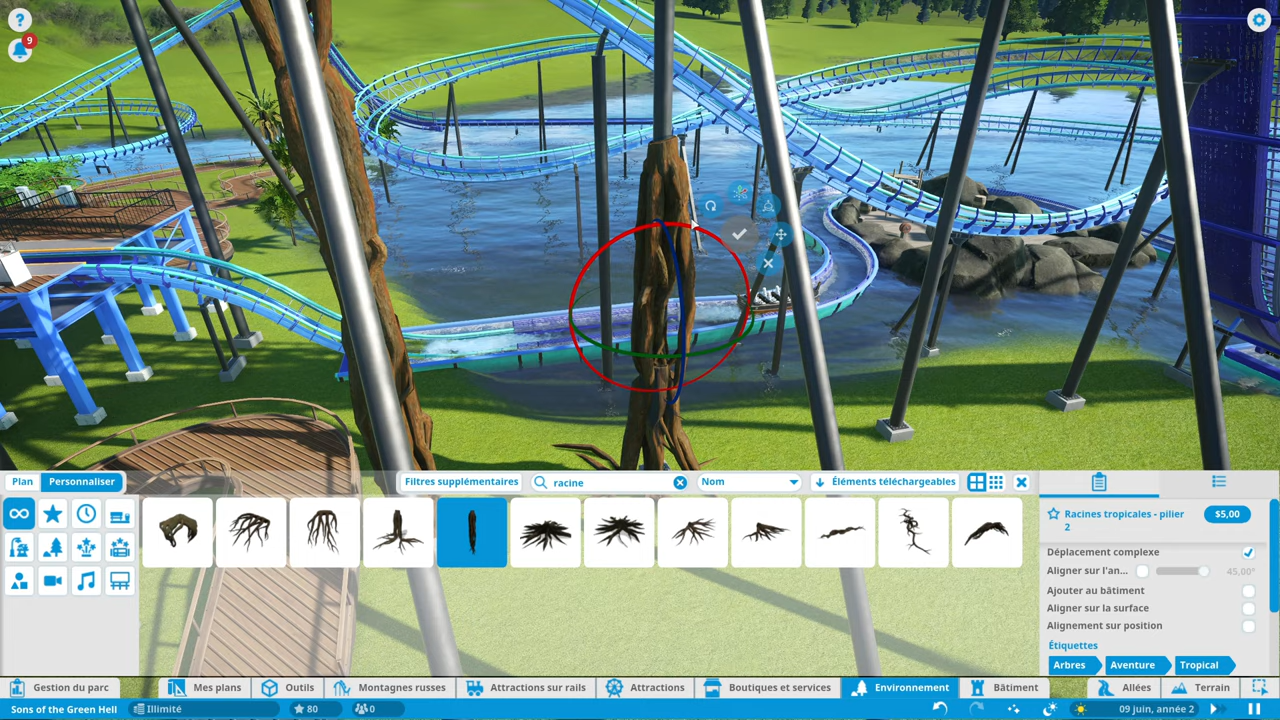 ?
9
Plan
Personnaliser
Filtres supplémentaires
racine
Nom
Éléments téléchargeables
Racines tropicales - pilier 2
$5,00
Déplacement complexe
Aligner sur l'an...
45,00°
Ajouter au bâtiment
Aligner sur la surface
Alignement sur position
Étiquettes
Arbres
Aventure
Tropical
Gestion du parc
Mes plans
Outils
Montagnes russes
Attractions sur rails
Attractions
Boutiques et services
Environnement
Bâtiment
Allées
Terrain
Sons of the Green Hell
Illimité
80
0
09 juin, année 2